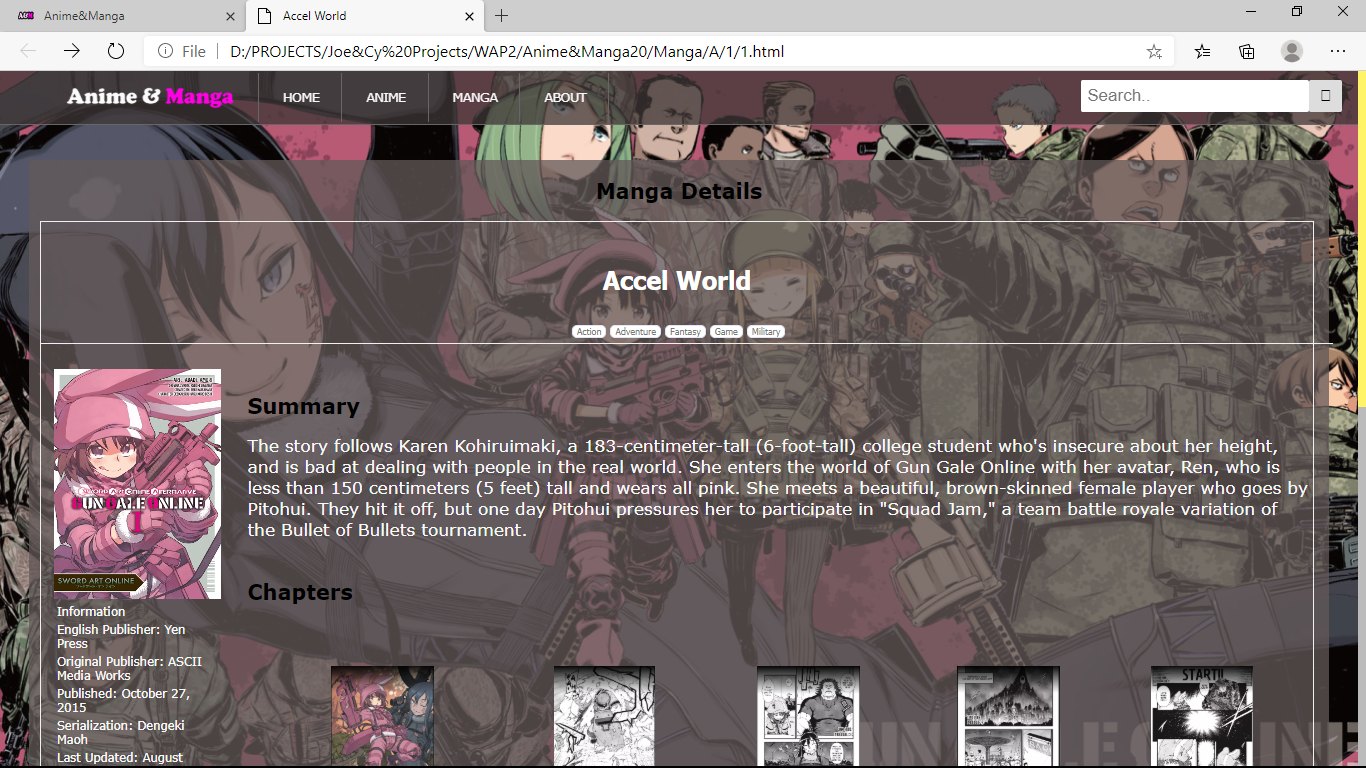 Anime&Manga
Accel World
File
D:/PROJECTS/Joe&Cy%20Projects/WAP2/Anime&Manga20/Manga/A/1/1.html
Anime & Manga
HOME
ANIME
MANGA
ABOUT
Search..
Manga Details
Accel World
Action Adventure Fantasy Game Military
SWORD ART ONLINE ALTERNATIVE
GUN GALE ONLINE
I
SWORD ART ONLINE
Summary
The story follows Karen Kohiruimaki, a 183-centimeter-tall (6-foot-tall) college student who's insecure about her height,
and is bad at dealing with people in the real world. She enters the world of Gun Gale Online with her avatar, Ren, who is
less than 150 centimeters (5 feet) tall and wears all pink. She meets a beautiful, brown-skinned female player who goes by
Pitohui. They hit it off, but one day Pitohui pressures her to participate in "Squad Jam," a team battle royale variation of
the Bullet of Bullets tournament.
Information
English Publisher: Yen
Press
Original Publisher: ASCII
Media Works
Published: October 27,
2015
Serialization: Dengeki
Maoh
Last Updated: August
Chapters
START!!